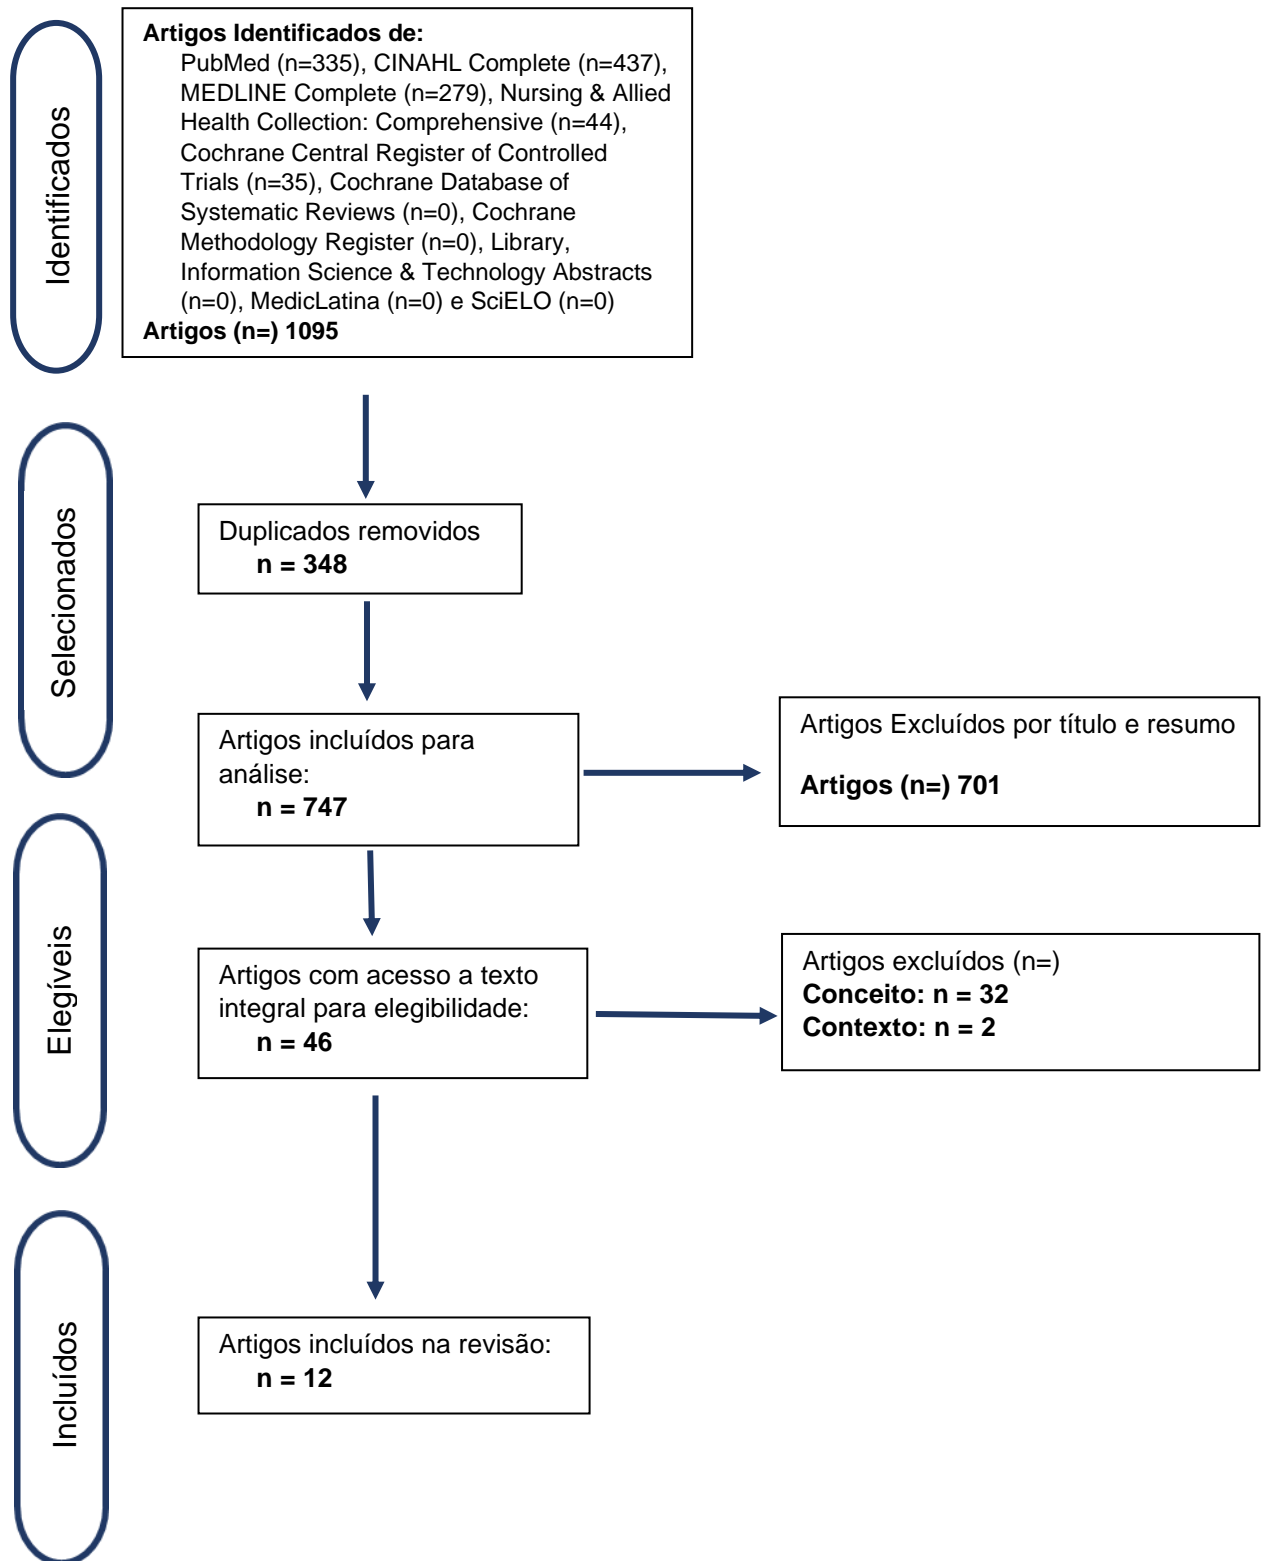 Identificados
Artigos Identificados de:
PubMed (n=335), CINAHL Complete (n=437),
MEDLINE Complete (n=279), Nursing & Allied
Health Collection: Comprehensive (n=44),
Cochrane Central Register of Controlled
Trials (n=35), Cochrane Database of
Systematic Reviews (n=0), Cochrane
Methodology Register (n=0), Library,
Information Science & Technology Abstracts
(n=0), MedicLatina (n=0) e SciELO (n=0)
Artigos (n=) 1095
Selecionados
Duplicados removidos
n = 348
Artigos incluídos para
análise:
n = 747
Artigos Excluídos por título e resumo
Artigos (n=) 701
Elegíveis
Artigos com acesso a texto
integral para elegibilidade:
n = 46
Artigos excluídos (n=)
Conceito: n = 32
Contexto: n = 2
Incluídos
Artigos incluídos na revisão:
n = 12